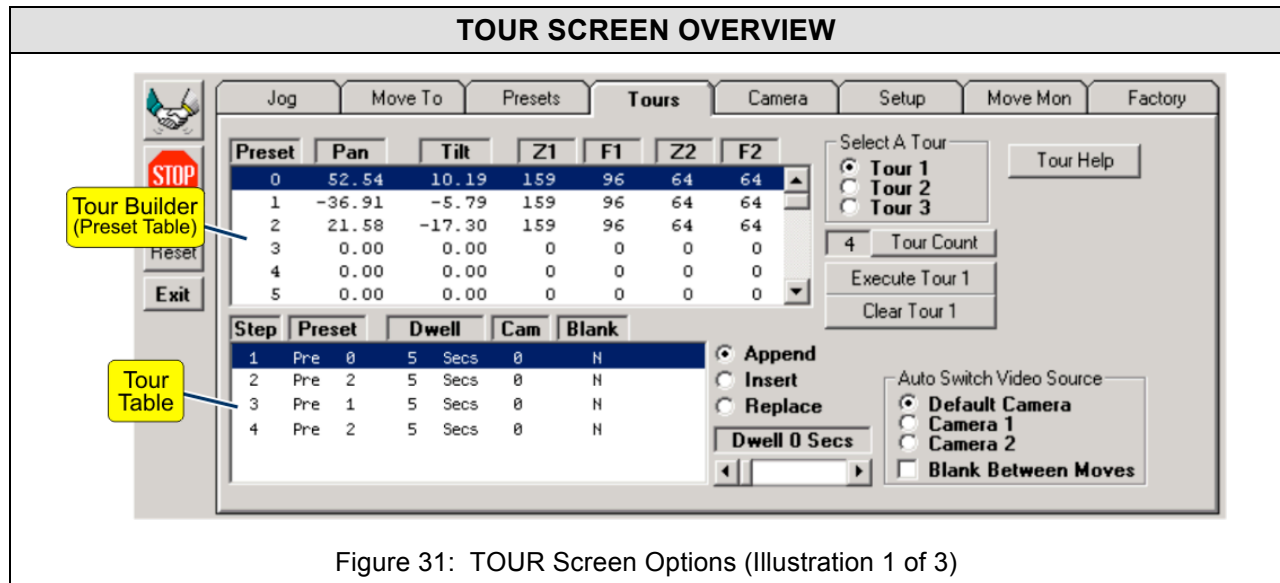 TOUR SCREEN OVERVIEW
Jog Move To Presets Tours Camera Setup Move Mon Factory
STOP
Reset
Exit
Tour Builder
(Preset Table)
Tour
Table
Preset Pan Tilt Z1 F1 Z2 F2
0 52.54 10.19 159 96 64 64
1 -36.91 -5.79 159 96 64 64
2 21.58 -17.30 159 96 64 64
3 0.00 0.00 0 0 0 0
4 0.00 0.00 0 0 0 0
5 0.00 0.00 0 0 0 0
Select A Tour
Tour 1
Tour 2
Tour 3
Tour Help
4 Tour Count
Execute Tour 1
Clear Tour 1
Step Preset Dwell Cam Blank
1 Pre 0 5 Secs 0 N
2 Pre 2 5 Secs 0 N
3 Pre 1 5 Secs 0 N
4 Pre 2 5 Secs 0 N
Append
Insert
Replace
Dwell 0 Secs
Auto Switch Video Source
Default Camera
Camera 1
Camera 2
Blank Between Moves
Figure 31: TOUR Screen Options (Illustration 1 of 3)